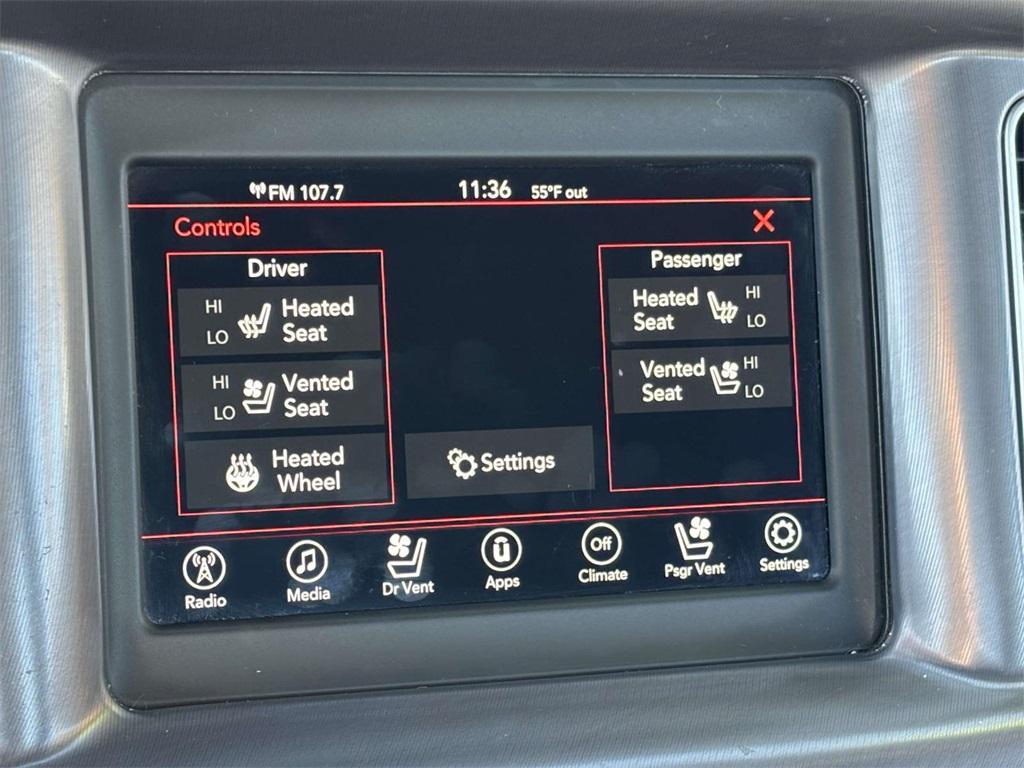 FM 107.7 11:36 55°F out
Controls X
Driver
HI
LO
Heated
Seat
HI
LO
Vented
Seat
Heated
Wheel
Settings
Passenger
Heated
Seat
HI
LO
Vented
Seat
HI
LO
Radio
Media
Dr Vent
Apps
Off
Climate
Psgr Vent
Settings